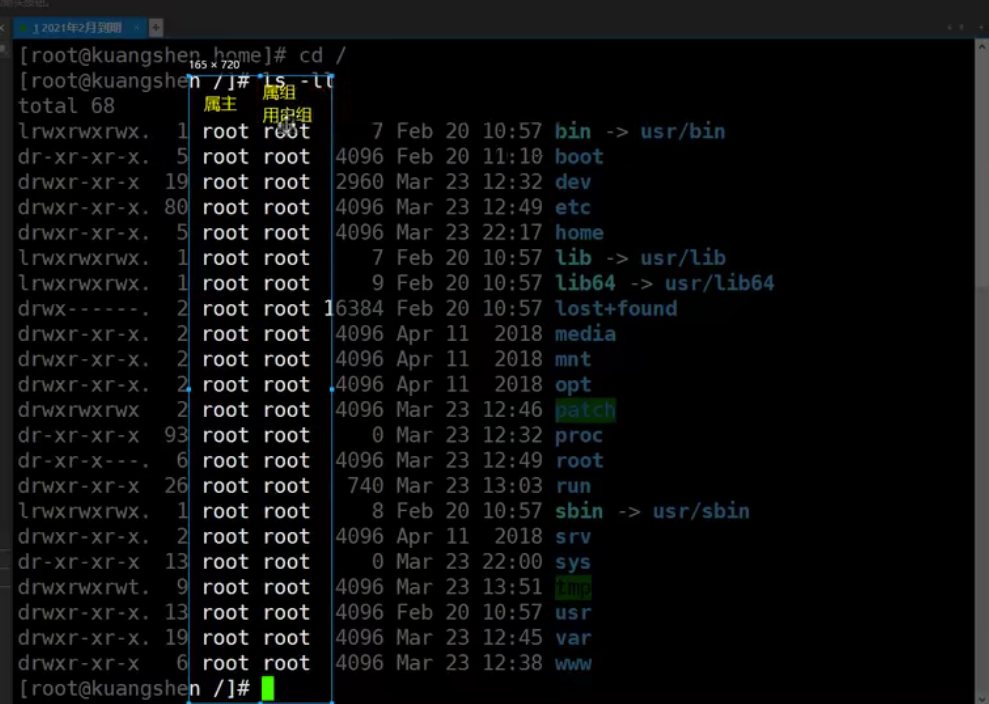 1 2021年2月到期
[root@kuangshen home]# cd /
165 × 720
[root@kuangshen /]# ls -ll
属主 属组
用户组
total 68
lrwxrwxrwx. 1 root root 7 Feb 20 10:57 bin -> usr/bin
dr-xr-xr-x. 5 root root 4096 Feb 20 11:10 boot
drwxr-xr-x 19 root root 2960 Mar 23 12:32 dev
drwxr-xr-x. 80 root root 4096 Mar 23 12:49 etc
drwxr-xr-x. 5 root root 4096 Mar 23 22:17 home
lrwxrwxrwx. 1 root root 7 Feb 20 10:57 lib -> usr/lib
lrwxrwxrwx. 1 root root 9 Feb 20 10:57 lib64 -> usr/lib64
drwx------. 2 root root 16384 Feb 20 10:57 lost+found
drwxr-xr-x. 2 root root 4096 Apr 11 2018 media
drwxr-xr-x. 2 root root 4096 Apr 11 2018 mnt
drwxr-xr-x. 2 root root 4096 Apr 11 2018 opt
drwxrwxrwx 2 root root 4096 Mar 23 12:46 patch
dr-xr-xr-x 93 root root 0 Mar 23 12:32 proc
dr-xr-x---. 6 root root 4096 Mar 23 12:49 root
drwxr-xr-x 26 root root 740 Mar 23 13:03 run
lrwxrwxrwx. 1 root root 8 Feb 20 10:57 sbin -> usr/sbin
drwxr-xr-x. 2 root root 4096 Apr 11 2018 srv
dr-xr-xr-x 13 root root 0 Mar 23 22:00 sys
drwxrwxrwt. 9 root root 4096 Mar 23 13:51 tmp
drwxr-xr-x. 13 root root 4096 Feb 20 10:57 usr
drwxr-xr-x. 19 root root 4096 Mar 23 12:45 var
drwxr-xr-x 6 root root 4096 Mar 23 12:38 www
[root@kuangshen /]#